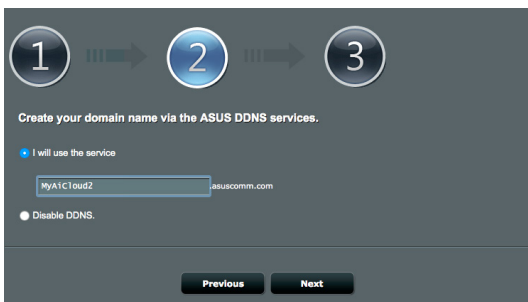 1 2 3
Create your domain name via the ASUS DDNS services.
I will use the service
MyAiCloud2 .asuscomm.com
Disable DDNS.
Previous Next